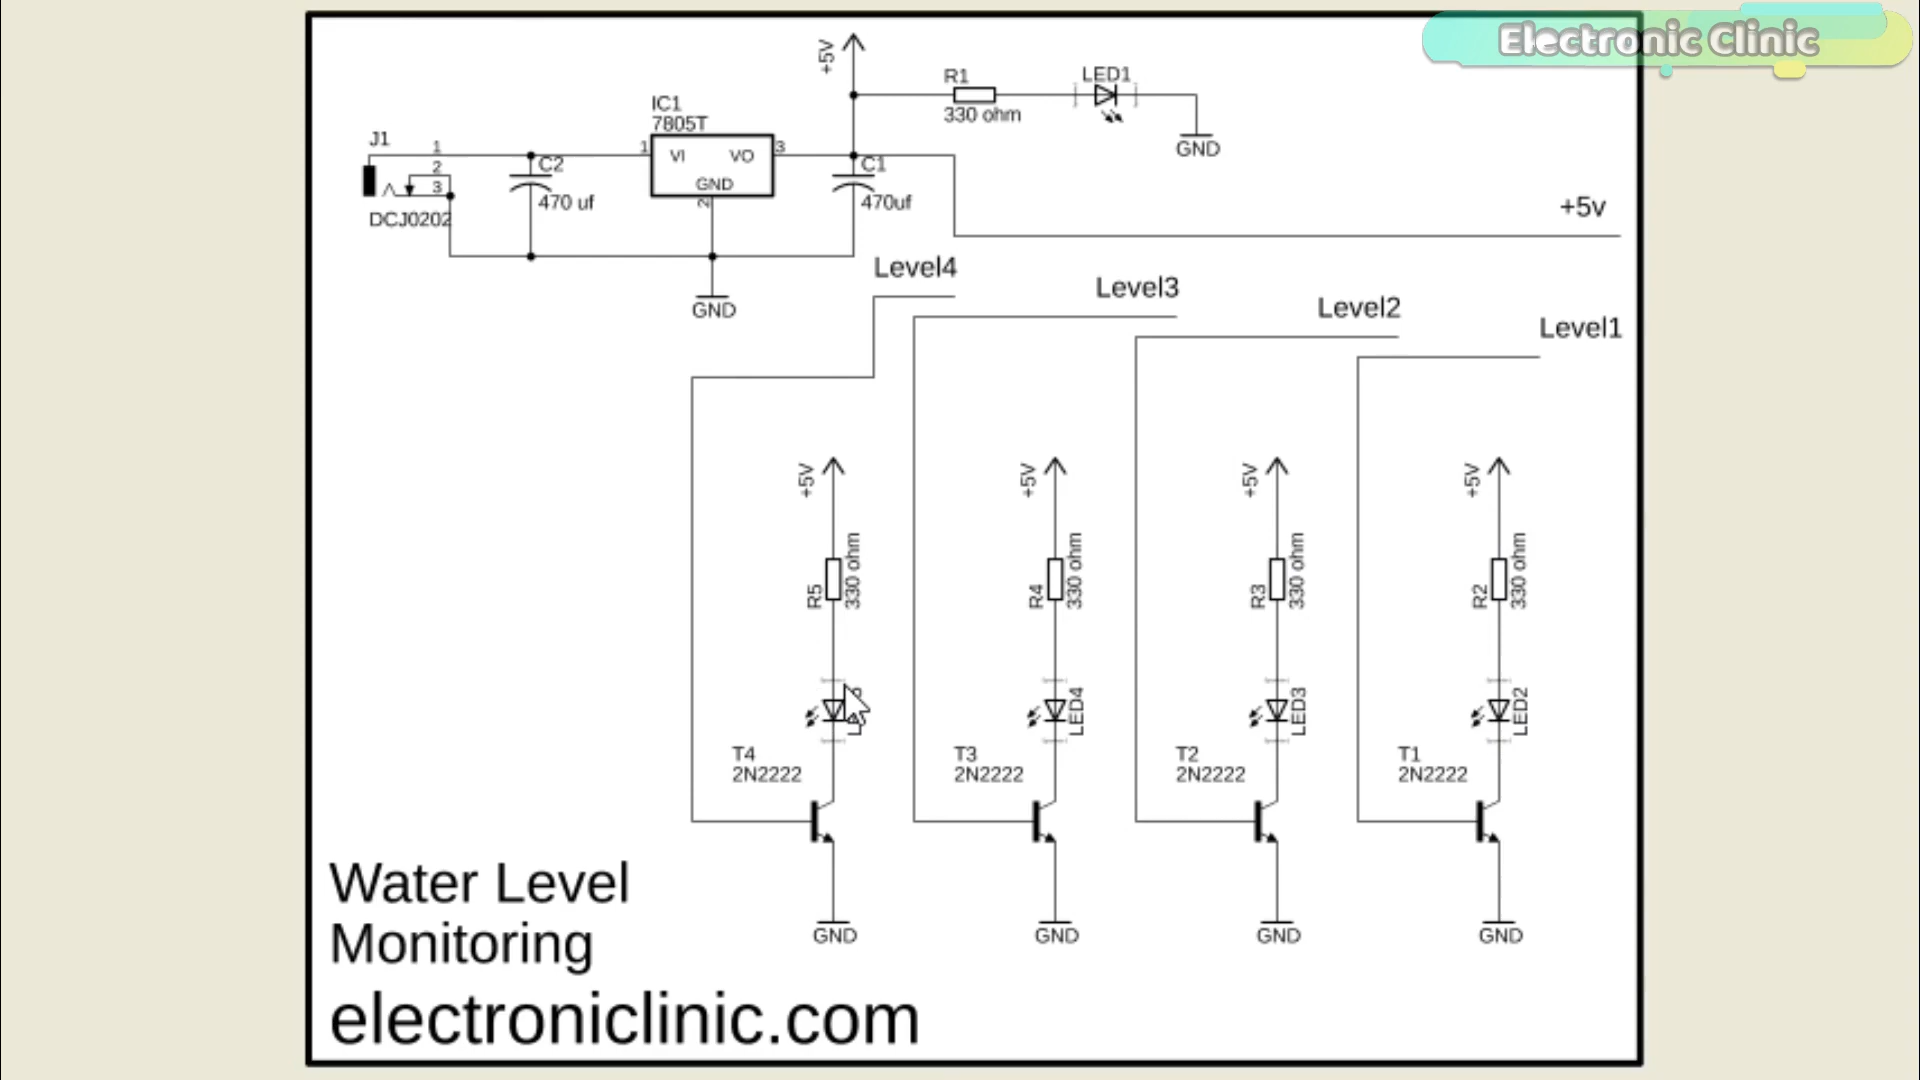 Electronic Clinic
+5V
R1
330 ohm
LED1
GND
IC1
7805T
1 VI VO 3
GND
2
J1
1
2
3
DCJ0202
C2
470 uf
C1
470uf
GND
+5v
Level4
Level3
Level2
Level1
+5V
R5
330 ohm
T4
2N2222
GND
+5V
R4
330 ohm
LED4
T3
2N2222
GND
+5V
R3
330 ohm
LED3
T2
2N2222
GND
+5V
R2
330 ohm
LED2
T1
2N2222
GND
Water Level
Monitoring
electroniclinic.com